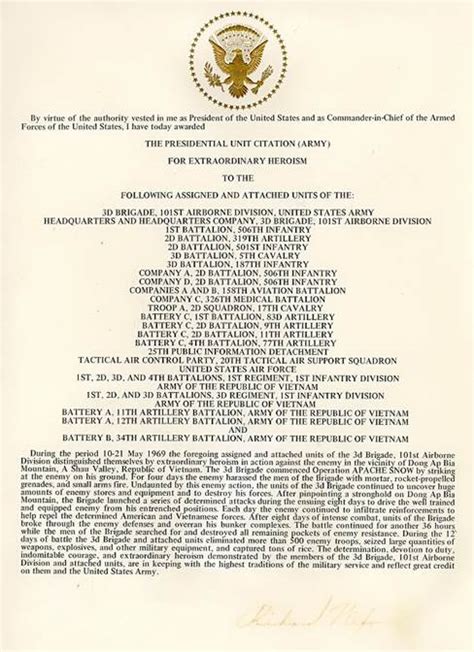 By virtue of the authority vested in me as President of the United States and as Commander-in-Chief of the Armed
Forces of the United States, I have today awarded
THE PRESIDENTIAL UNIT CITATION (ARMY)
FOR EXTRAORDINARY HEROISM
TO THE
FOLLOWING ASSIGNED AND ATTACHED UNITS OF THE:
3D BRIGADE, 101ST AIRBORNE DIVISION, UNITED STATES ARMY
HEADQUARTERS AND HEADQUARTERS COMPANY, 3D BRIGADE, 101ST AIRBORNE DIVISION
1ST BATTALION, 506TH INFANTRY
2D BATTALION, 319TH ARTILLERY
2D BATTALION, 501ST INFANTRY
3D BATTALION, 5TH CAVALRY
3D BATTALION, 187TH INFANTRY
COMPANY A, 2D BATTALION, 506TH INFANTRY
COMPANY D, 2D BATTALION, 506TH INFANTRY
COMPANIES A AND B, 158TH AVIATION BATTALION
COMPANY C, 326TH MEDICAL BATTALION
TROOP A, 2D SQUADRON, 17TH CAVALRY
BATTERY C, 1ST BATTALION, 83D ARTILLERY
BATTERY C, 2D BATTALION, 9TH ARTILLERY
BATTERY C, 2D BATTALION, 11TH ARTILLERY
BATTERY C, 4TH BATTALION, 77TH ARTILLERY
25TH PUBLIC INFORMATION DETACHMENT
TACTICAL AIR CONTROL PARTY, 20TH TACTICAL AIR SUPPORT SQUADRON
UNITED STATES AIR FORCE
1ST, 2D, 3D, AND 4TH BATTALIONS, 1ST REGIMENT, 1ST INFANTRY DIVISION
ARMY OF THE REPUBLIC OF VIETNAM
1ST, 2D, AND 3D BATTALIONS, 3D REGIMENT, 1ST INFANTRY DIVISION
ARMY OF THE REPUBLIC OF VIETNAM
BATTERY A, 11TH ARTILLERY BATTALION, ARMY OF THE REPUBLIC OF VIETNAM
BATTERY A, 12TH ARTILLERY BATTALION, ARMY OF THE REPUBLIC OF VIETNAM
AND
BATTERY B, 34TH ARTILLERY BATTALION, ARMY OF THE REPUBLIC OF VIETNAM
During the period 10-21 May 1969 the foregoing assigned and attached units of the 3d Brigade, 101st Airborne
Division distinguished themselves by extraordinary heroism in action against the enemy in the vicinity of Dong Ap Bia
Mountain, A Shau Valley, Republic of Vietnam. The 3d Brigade commenced Operation APACHE SNOW by striking
at the enemy on his ground. For four days the enemy harassed the men of the Brigade with mortar, rocket-propelled
grenades, and small arms fire. Undaunted by this enemy action, the units of the 3d Brigade continued to uncover huge
amounts of enemy stores and equipment and to destroy his forces. After pinpointing a stronghold on Dong Ap Bia
Mountain, the Brigade launched a series of determined attacks during the ensuing eight days to drive the well trained
and equipped enemy from his entrenched positions. Each day the enemy continued to infiltrate reinforcements to
help repel the determined American and Vietnamese forces. After eight days of intense combat, units of the Brigade
broke through the enemy defenses and overran his bunker complexes. The battle continued for another 36 hours
while the men of the Brigade searched for and destroyed all remaining pockets of enemy resistance. During the 12
days of battle the 3d Brigade and attached units eliminated more than 500 enemy troops, seized large quantities of
weapons, explosives, and other military equipment, and captured tons of rice. The determination, devotion to duty,
indomitable courage, and extraordinary heroism demonstrated by the members of the 3d Brigade, 101st Airborne
Division and attached units, are in keeping with the highest traditions of the military service and reflect great credit
on them and the United States Army.